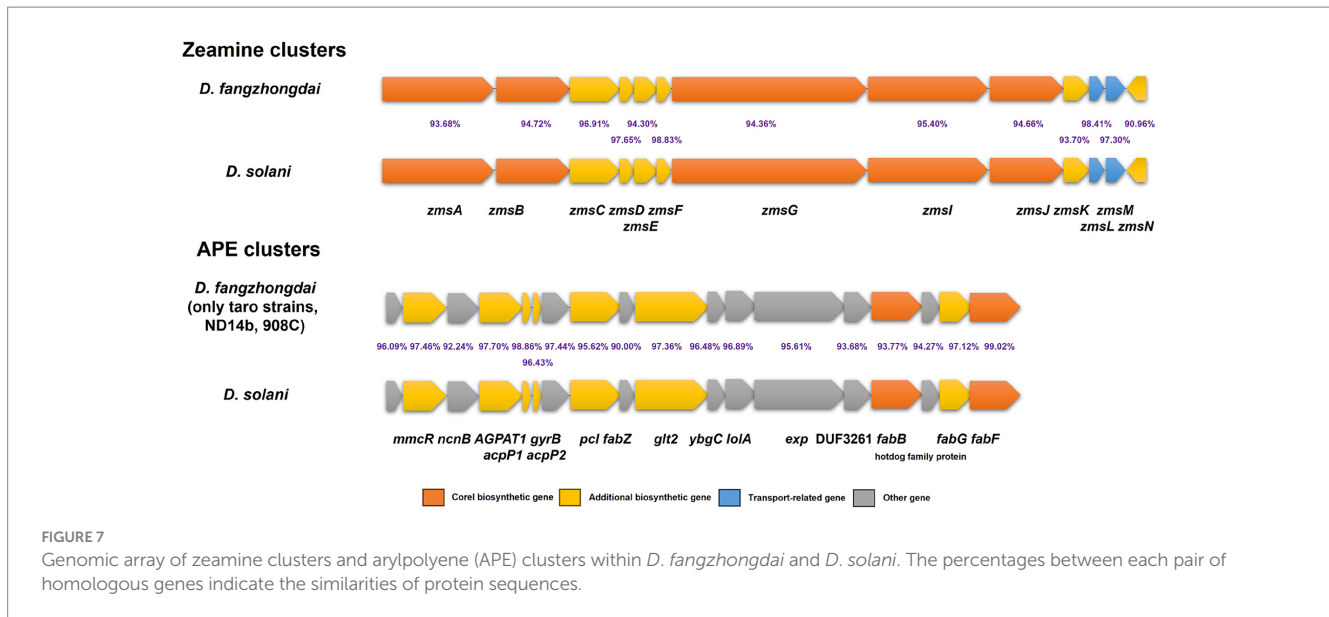 Zeamine clusters
D. fangzhongdai
93.68% 94.72% 96.91% 94.30% 94.36% 95.40% 94.66% 98.41% 90.96%
97.65% 98.83% 93.70% 97.30%
D. solani
zmsA zmsB zmsC zmsD zmsF zmsG zmsI zmsJ zmsK zmsM
zmsE zmsL zmsN
APE clusters
D. fangzhongdai
(only taro strains,
ND14b, 908C)
96.09% 97.46% 92.24% 97.70% 98.86% 97.44% 95.62% 90.00% 97.36% 96.48% 96.89% 95.61% 93.68% 93.77% 94.27% 97.12% 99.02%
96.43%
D. solani
mmcR ncnB AGPAT1 gyrB pcl fabZ glt2 ybgC lolA exp DUF3261 fabB fabG fabF
acpP1 acpP2 hotdog family protein
Corel biosynthetic gene Additional biosynthetic gene Transport-related gene Other gene
FIGURE 7
Genomic array of zeamine clusters and arylpolyene (APE) clusters within D. fangzhongdai and D. solani. The percentages between each pair of
homologous genes indicate the similarities of protein sequences.